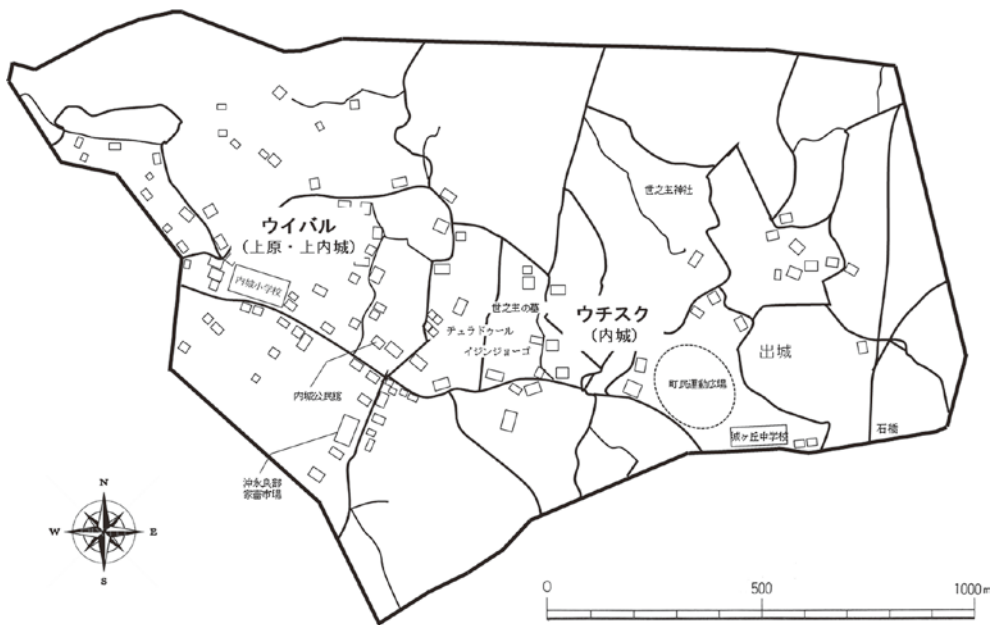 世之主神社
ウイバル
(上原・上内城)
内城小学校
世之主の墓
チュラドゥール
イジンジョーゴ
ウチスク
(内城)
出城
町民運動広場
内城公民館
城ヶ丘中学校
石橋
沖永良部
家畜市場
N
W
E
S
0
500
1000m